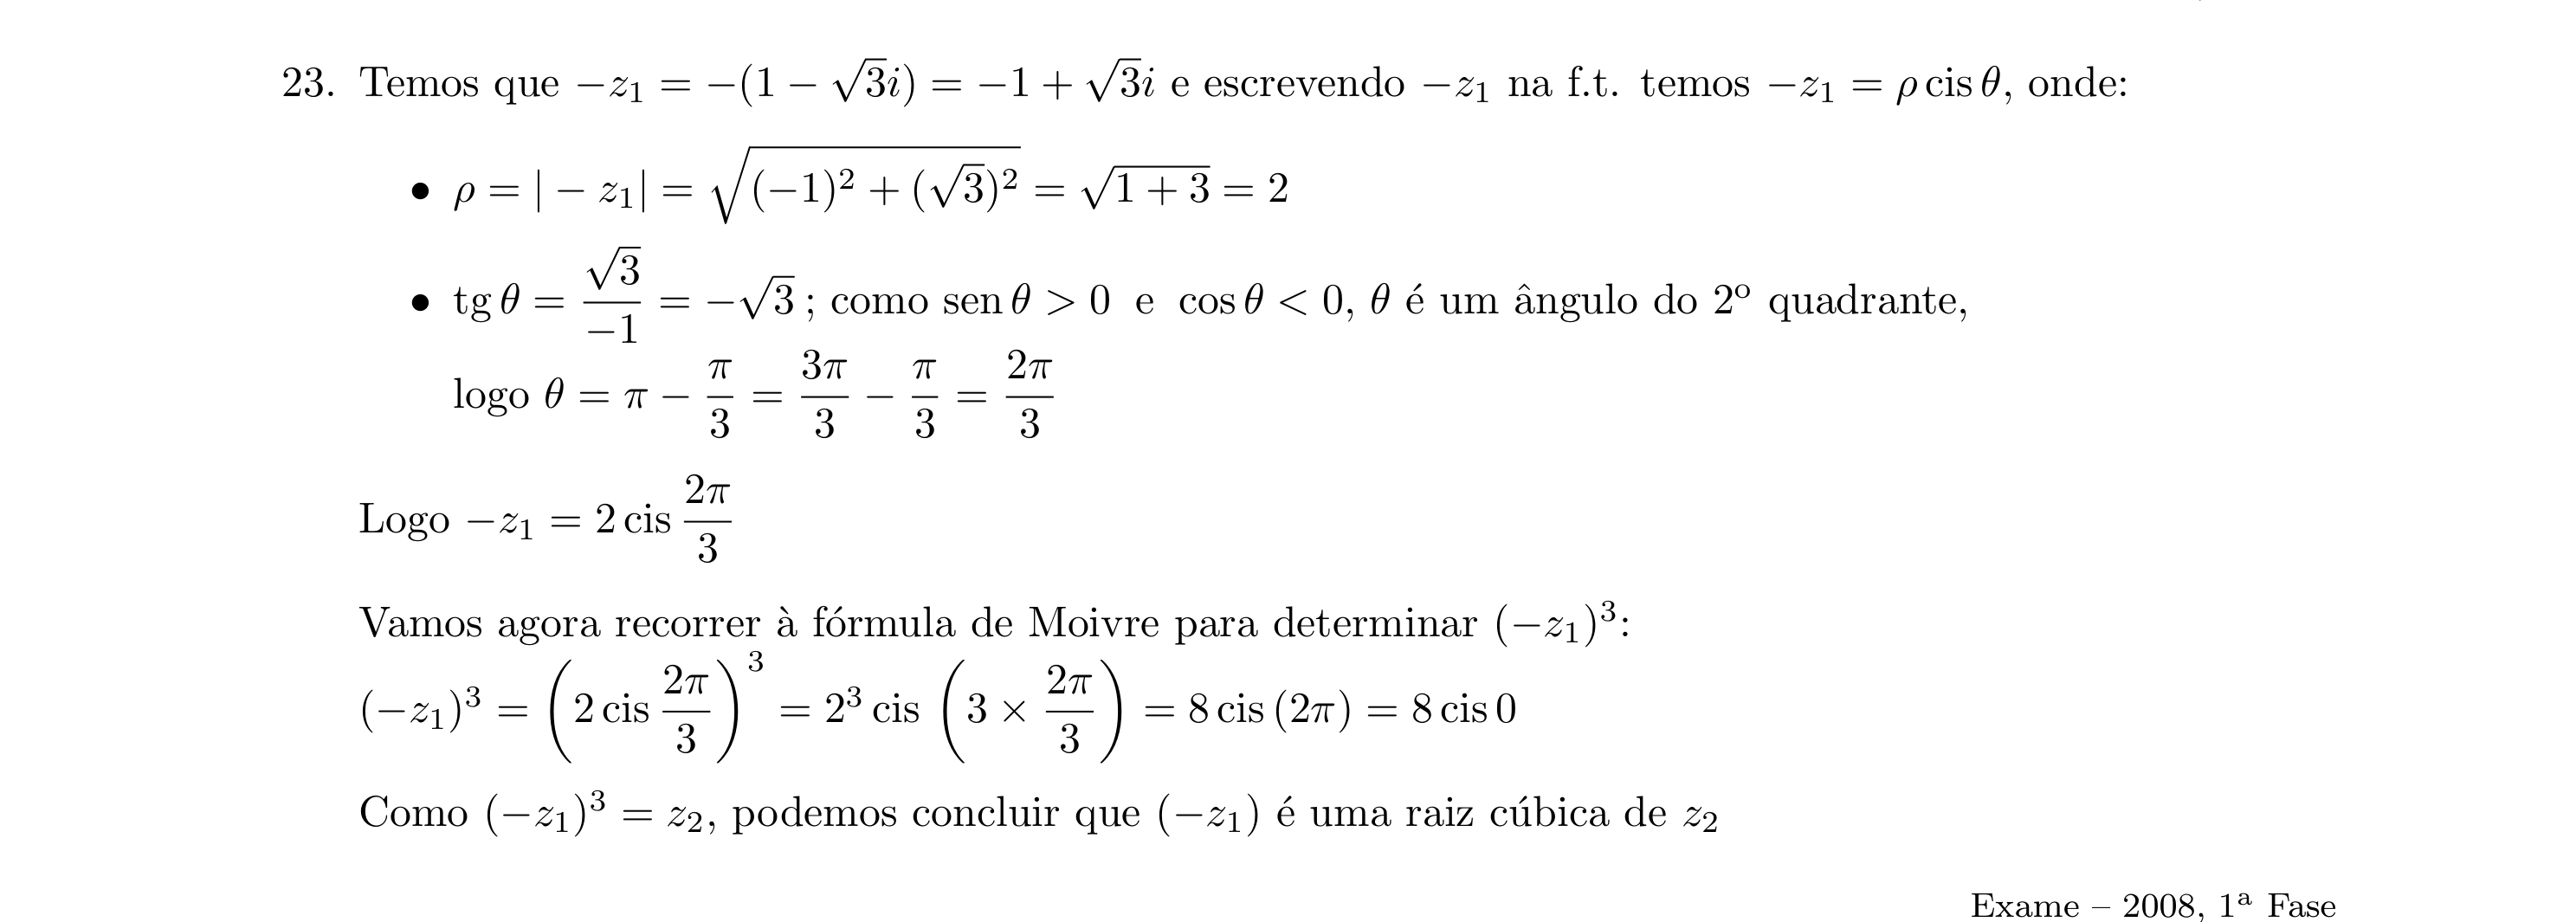 23. Temos que −z₁ = −(1 − √3i) = −1 + √3i e escrevendo −z₁ na f.t. temos −z₁ = ρ cis θ, onde:
• ρ = |− z₁| = √((−1)² + (√3)²) = √(1 + 3) = 2
• tg θ = √3/−1 = −√3 ; como sen θ > 0 e cos θ < 0, θ é um ângulo do 2º quadrante,
logo θ = π − π/3 = 3π/3 − π/3 = 2π/3
Logo −z₁ = 2 cis 2π/3
Vamos agora recorrer à fórmula de Moivre para determinar (−z₁)³:
(−z₁)³ = (2 cis 2π/3)³ = 2³ cis (3 × 2π/3) = 8 cis (2π) = 8 cis 0
Como (−z₁)³ = z₂, podemos concluir que (−z₁) é uma raiz cúbica de z₂
Exame – 2008, 1ª Fase